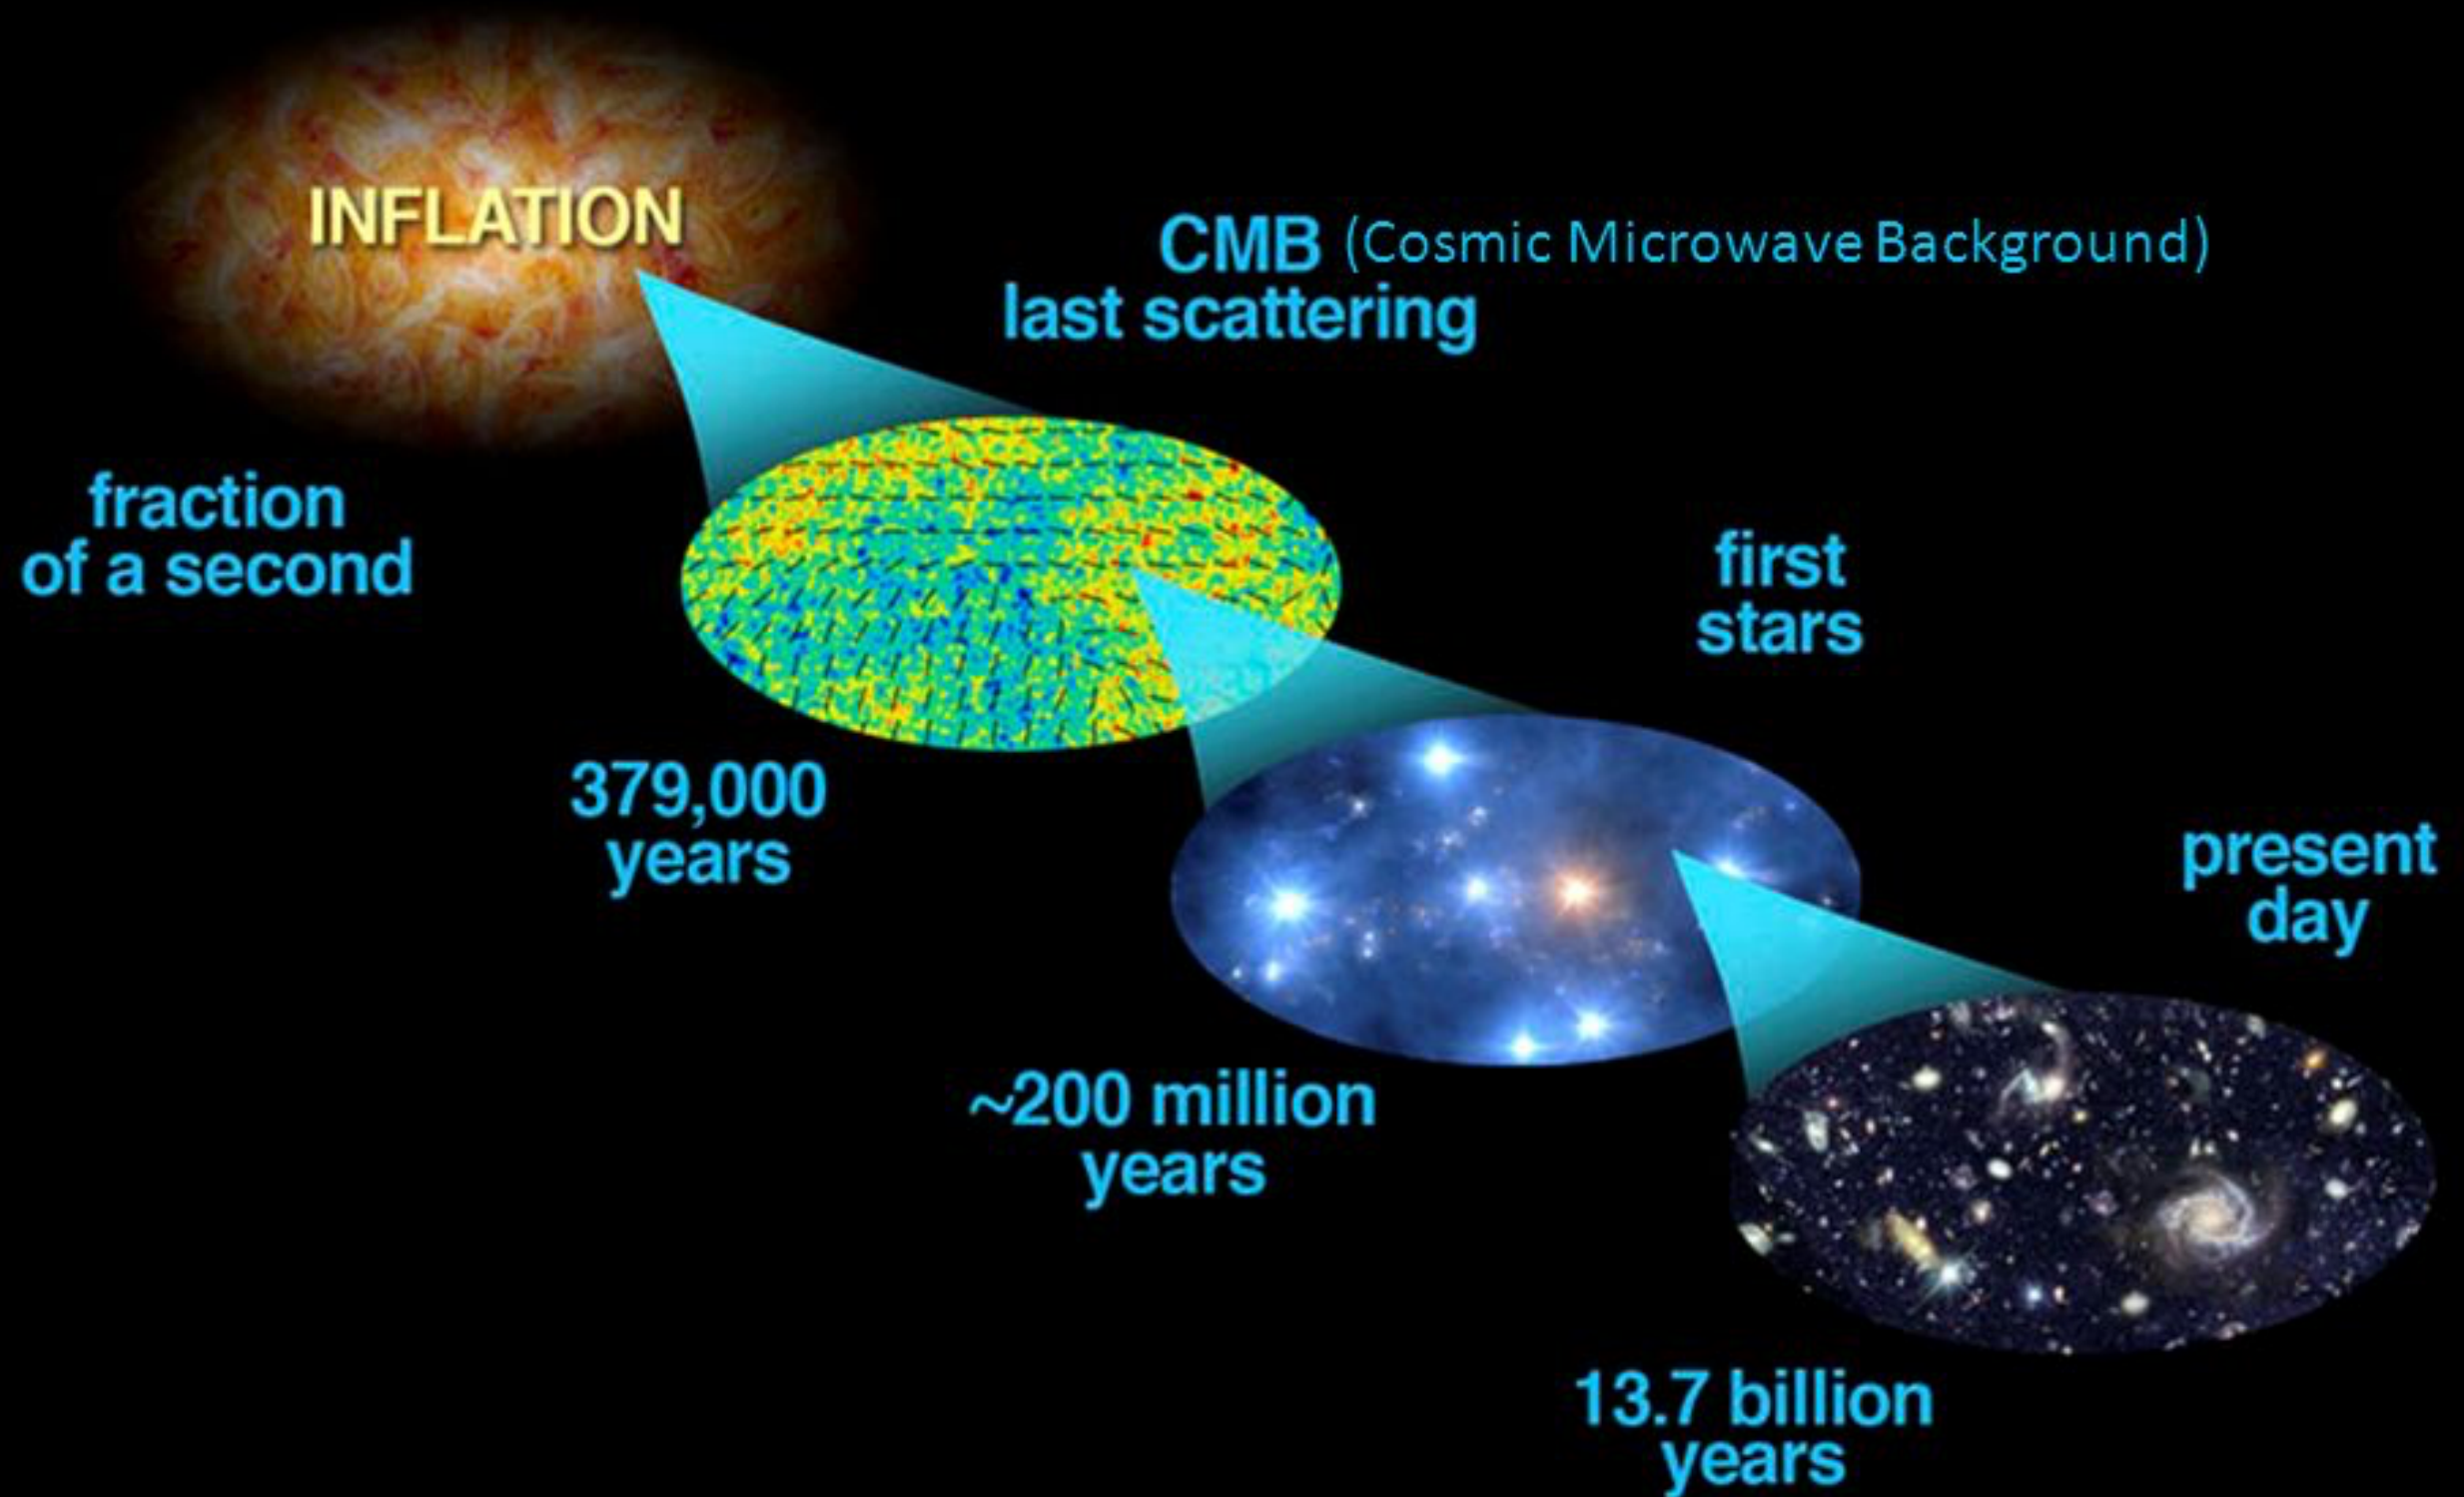 INFLATION
fraction
of a second
CMB (Cosmic Microwave Background)
last scattering
379,000
years
first
stars
~200 million
years
present
day
13.7 billion
years